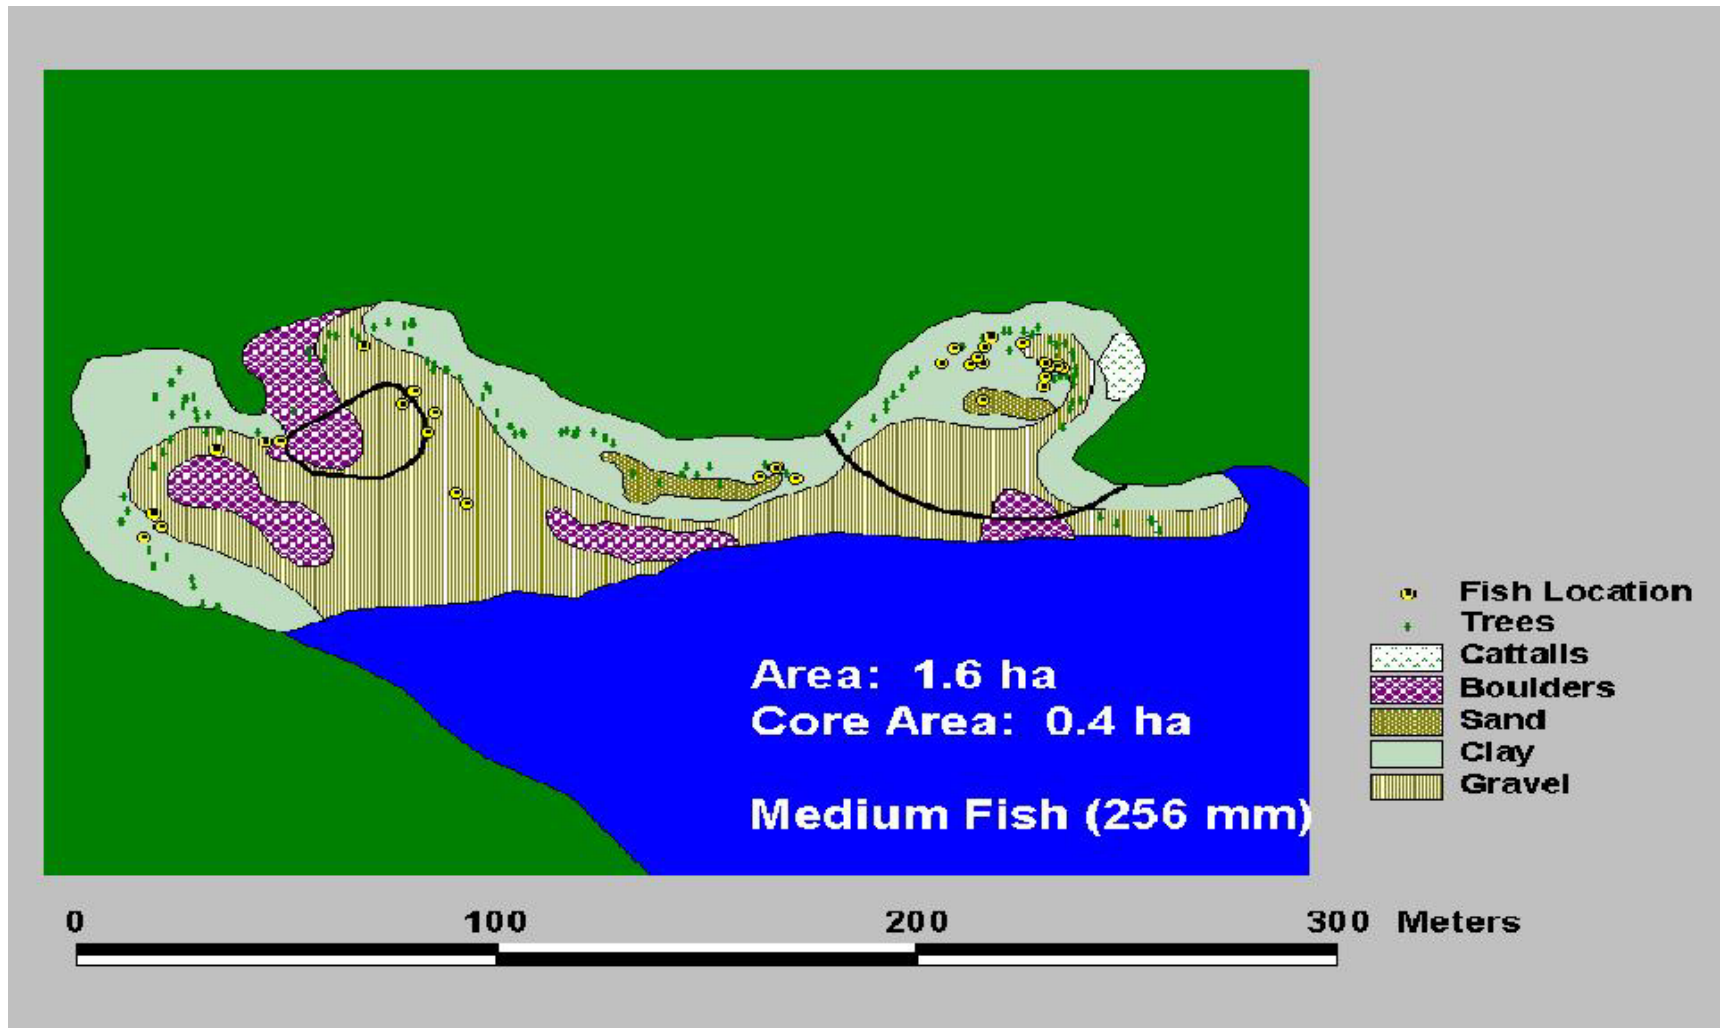 Area: 1.6 ha
Core Area: 0.4 ha
Medium Fish (256 mm)
Fish Location
Trees
Cattails
Boulders
Sand
Clay
Gravel
0 100 200 300 Meters